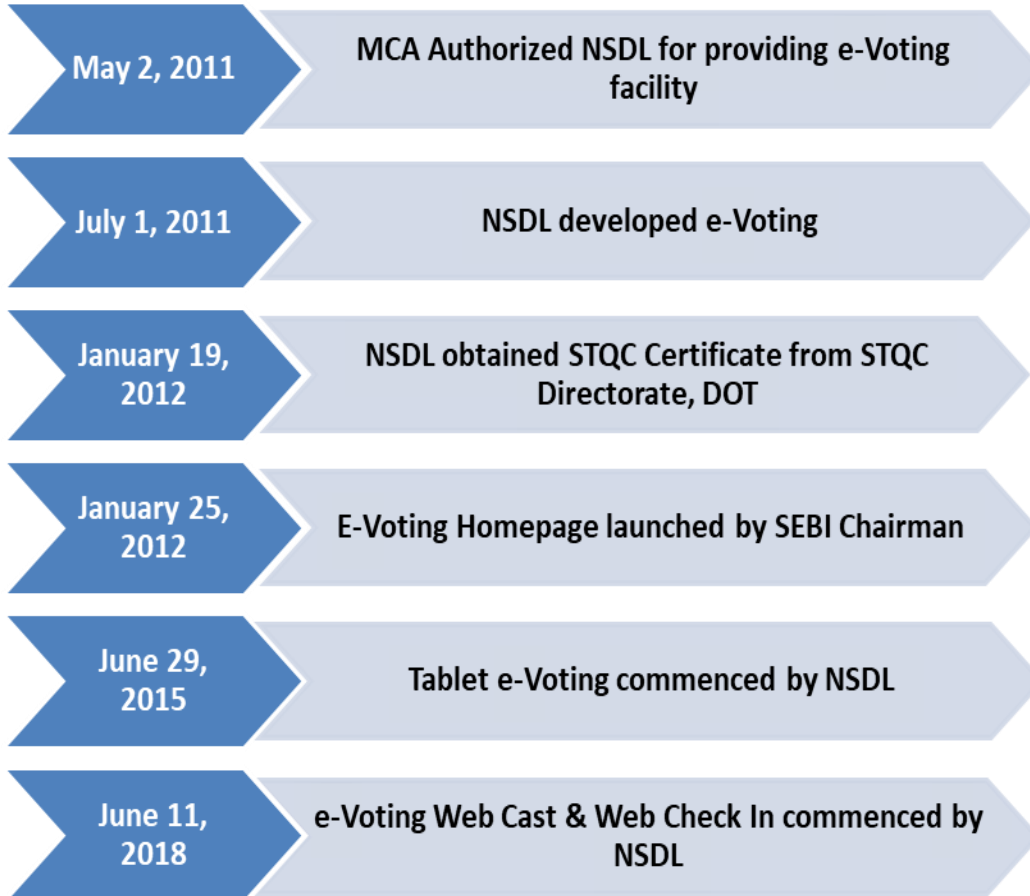 May 2, 2011
MCA Authorized NSDL for providing e-Voting
facility
July 1, 2011
NSDL developed e-Voting
January 19,
2012
NSDL obtained STQC Certificate from STQC
Directorate, DOT
January 25,
2012
E-Voting Homepage launched by SEBI Chairman
June 29,
2015
Tablet e-Voting commenced by NSDL
June 11,
2018
e-Voting Web Cast & Web Check In commenced by
NSDL